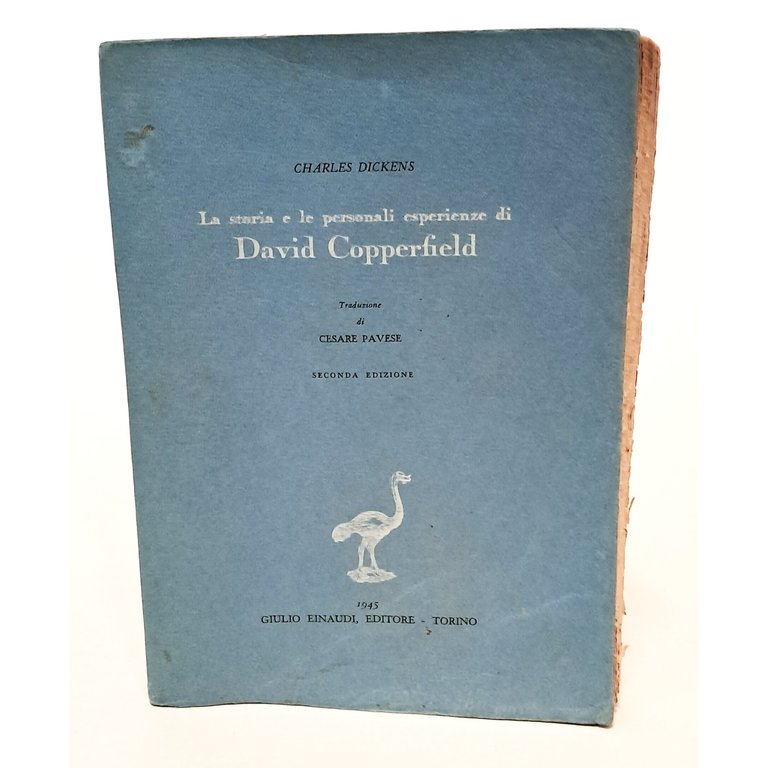 CHARLES DICKENS
La storia e le personali esperienze di
David Copperfield
Traduzione
di
CESARE PAVESE
SECONDA EDIZIONE
1945
GIULIO EINAUDI, EDITORE - TORINO